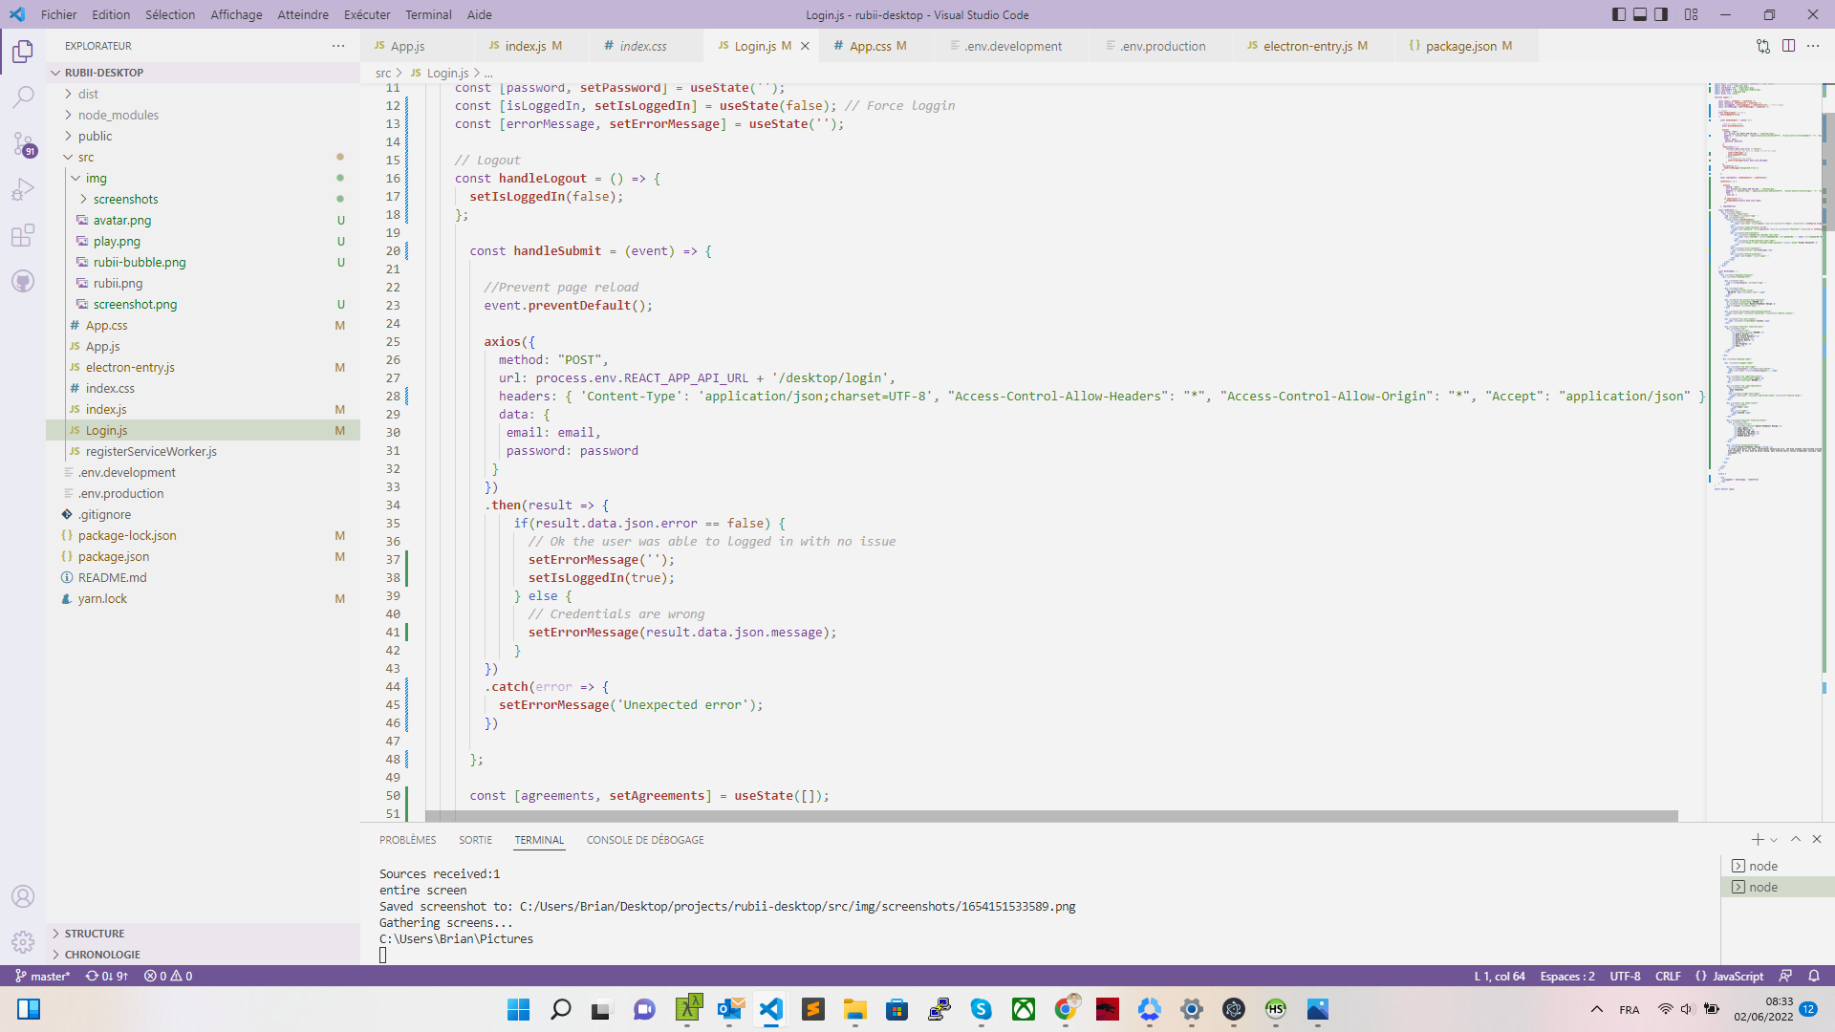 Fichier Edition Sélection Affichage Atteindre Exécuter Terminal Aide
Login.js - rubii-desktop - Visual Studio Code
EXPLORATEUR
RUBII-DESKTOP
dist
node_modules
public
src
img
screenshots
avatar.png U
play.png U
rubii-bubble.png U
rubii.png
screenshot.png U
# App.css M
JS App.js
JS electron-entry.js M
# index.css
JS index.js M
JS Login.js M
JS registerServiceWorker.js
.env.development
.env.production
.gitignore
{} package-lock.json M
{} package.json M
README.md
yarn.lock M
STRUCTURE
CHRONOLOGIE
91
JS App.js
JS index.js M
# index.css
JS Login.js M
# App.css M
.env.development
.env.production
JS electron-entry.js M
{} package.json M
src > JS Login.js > ...
11 const [password, setPassword] = useState('');
12 const [isLoggedIn, setIsLoggedIn] = useState(false); // Force loggin
13 const [errorMessage, setErrorMessage] = useState('');
14
15 // Logout
16 const handleLogout = () => {
17 setIsLoggedIn(false);
18 };
19
20 const handleSubmit = (event) => {
21
22 //Prevent page reload
23 event.preventDefault();
24
25 axios({
26 method: "POST",
27 url: process.env.REACT_APP_API_URL + '/desktop/login',
28 headers: { 'Content-Type': 'application/json;charset=UTF-8', "Access-Control-Allow-Headers": "*", "Access-Control-Allow-Origin": "*", "Accept": "application/json" }
29 data: {
30 email: email,
31 password: password
32 }
33 })
34 .then(result => {
35 if(result.data.json.error == false) {
36 // Ok the user was able to logged in with no issue
37 setErrorMessage('');
38 setIsLoggedIn(true);
39 } else {
40 // Credentials are wrong
41 setErrorMessage(result.data.json.message);
42 }
43 })
44 .catch(error => {
45 setErrorMessage('Unexpected error');
46 })
47
48 };
49
50 const [agreements, setAgreements] = useState([]);
51
PROBLÈMES SORTIE TERMINAL CONSOLE DE DÉBOGAGE
Sources received:1
entire screen
Saved screenshot to: C:/Users/Brian/Desktop/projects/rubii-desktop/src/img/screenshots/1654151533589.png
Gathering screens...
C:\Users\Brian\Pictures
node
node
master* 0↓ 9↑ 0 0
L 1, col 64 Espaces : 2 UTF-8 CRLF {} JavaScript
FRA
08:33
02/06/2022
12